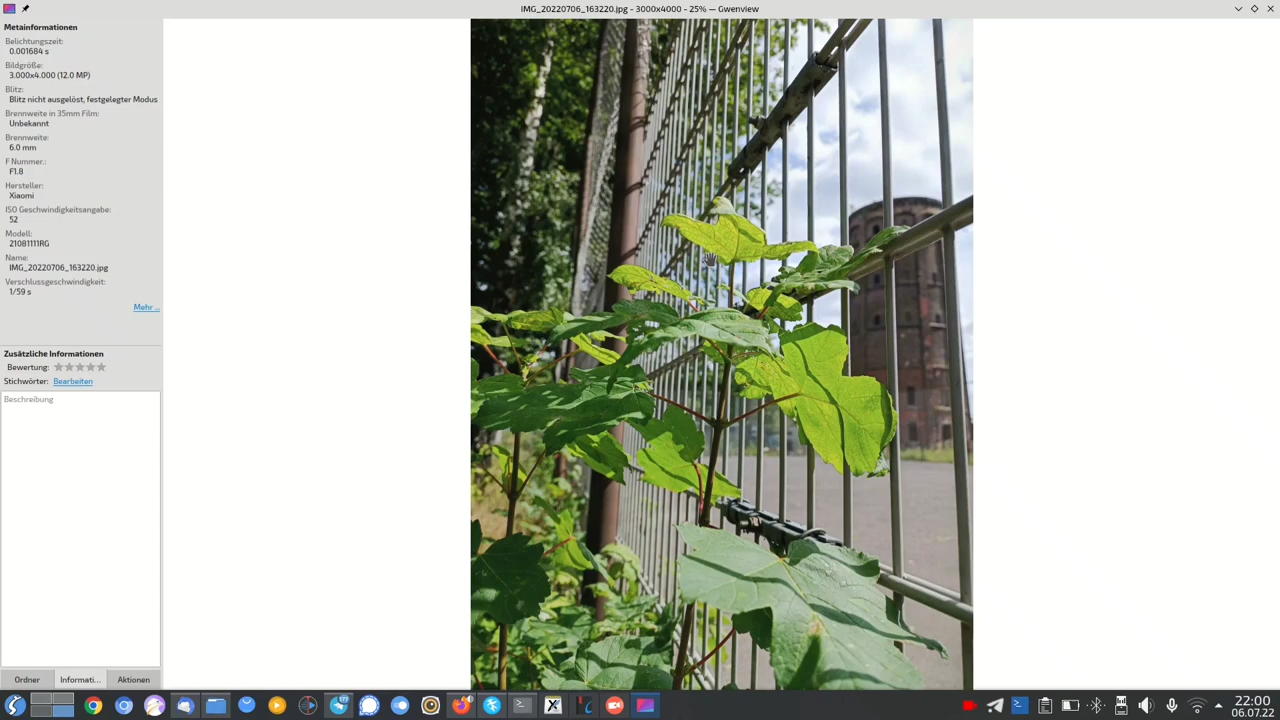 IMG_20220706_163220.jpg - 3000x4000 - 25% — Gwenview
Metainformationen
Belichtungszeit:
0.001684 s
Bildgröße:
3.000x4.000 (12.0 MP)
Blitz:
Blitz nicht ausgelöst, festgelegter Modus
Brennweite in 35mm Film:
Unbekannt
Brennweite:
6.0 mm
F Nummer.:
F1.8
Hersteller:
Xiaomi
ISO Geschwindigkeitsangabe:
52
Modell:
21081111RG
Name:
IMG_20220706_163220.jpg
Verschlussgeschwindigkeit:
1/59 s
Mehr ...
Zusätzliche Informationen
Bewertung:
Stichwörter: Bearbeiten
Beschreibung
Ordner Informati... Aktionen
22:00
06.07.22